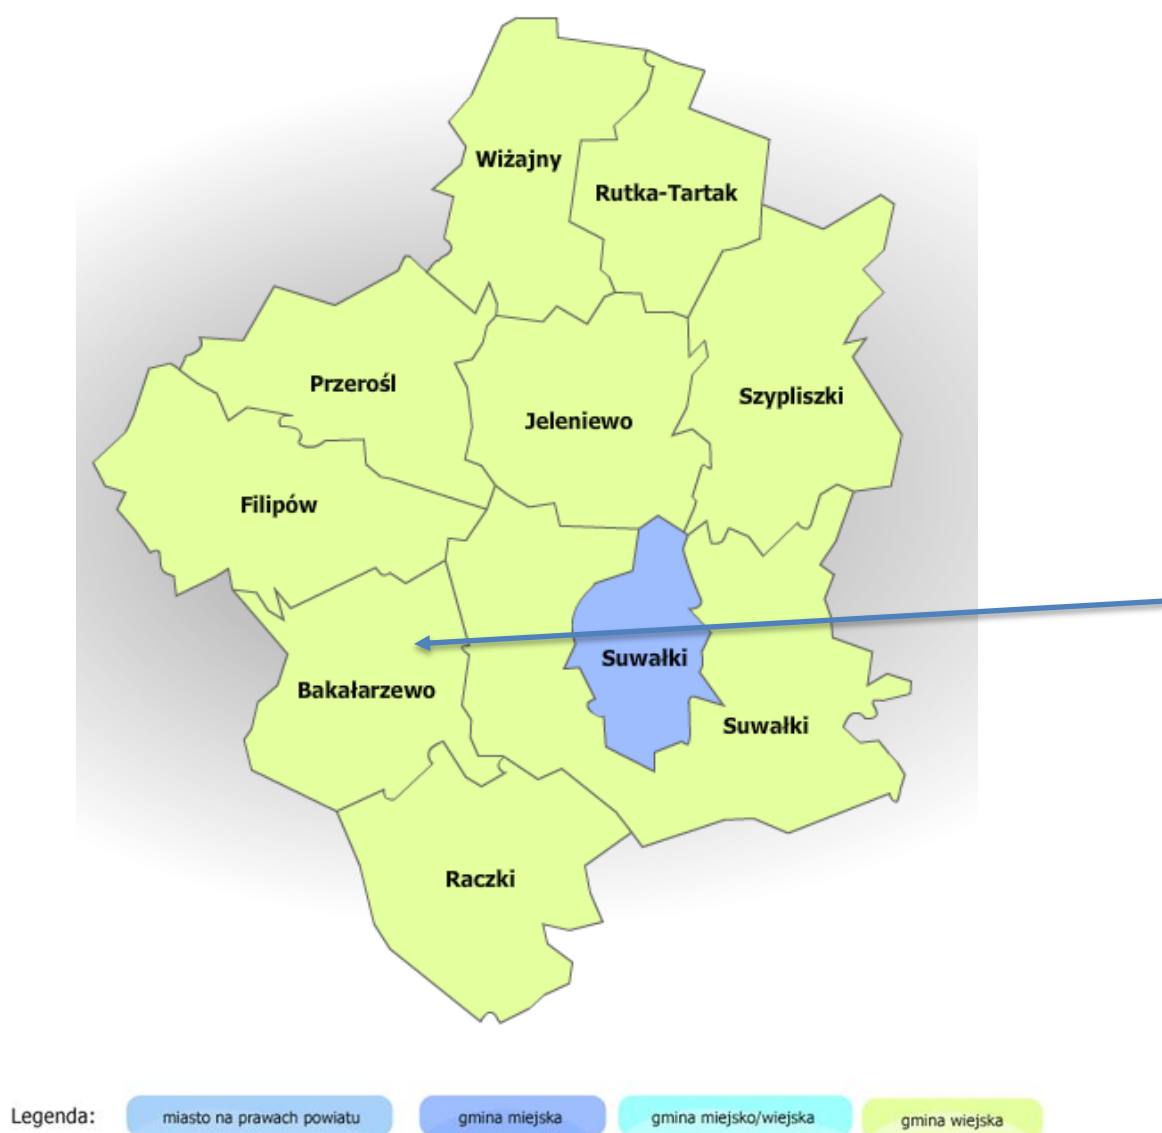 Wiżajny
Rutka-Tartak
Przerośl
Szypliszki
Jeleniewo
Filipów
Suwałki
Bakałarzewo
Suwałki
Raczki
Legenda:
miasto na prawach powiatu
gmina miejska
gmina miejsko/wiejska
gmina wiejska